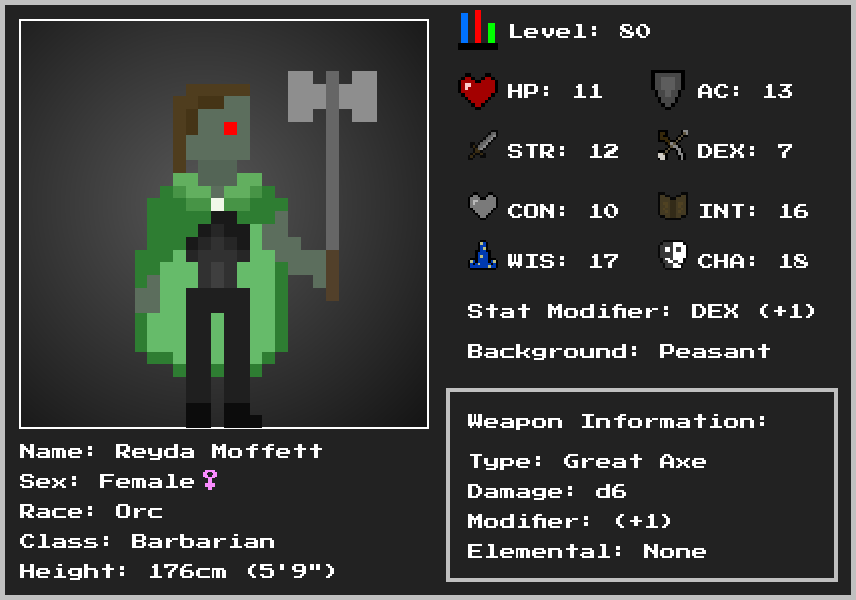 Level: 80
HP: 11
AC: 13
STR: 12
DEX: 7
CON: 10
INT: 16
WIS: 17
CHA: 18
Stat Modifier: DEX (+1)
Background: Peasant
Weapon Information:
Type: Great Axe
Damage: d6
Modifier: (+1)
Elemental: None
Name: Reyda Moffett
Sex: Female♀
Race: Orc
Class: Barbarian
Height: 176cm (5'9")